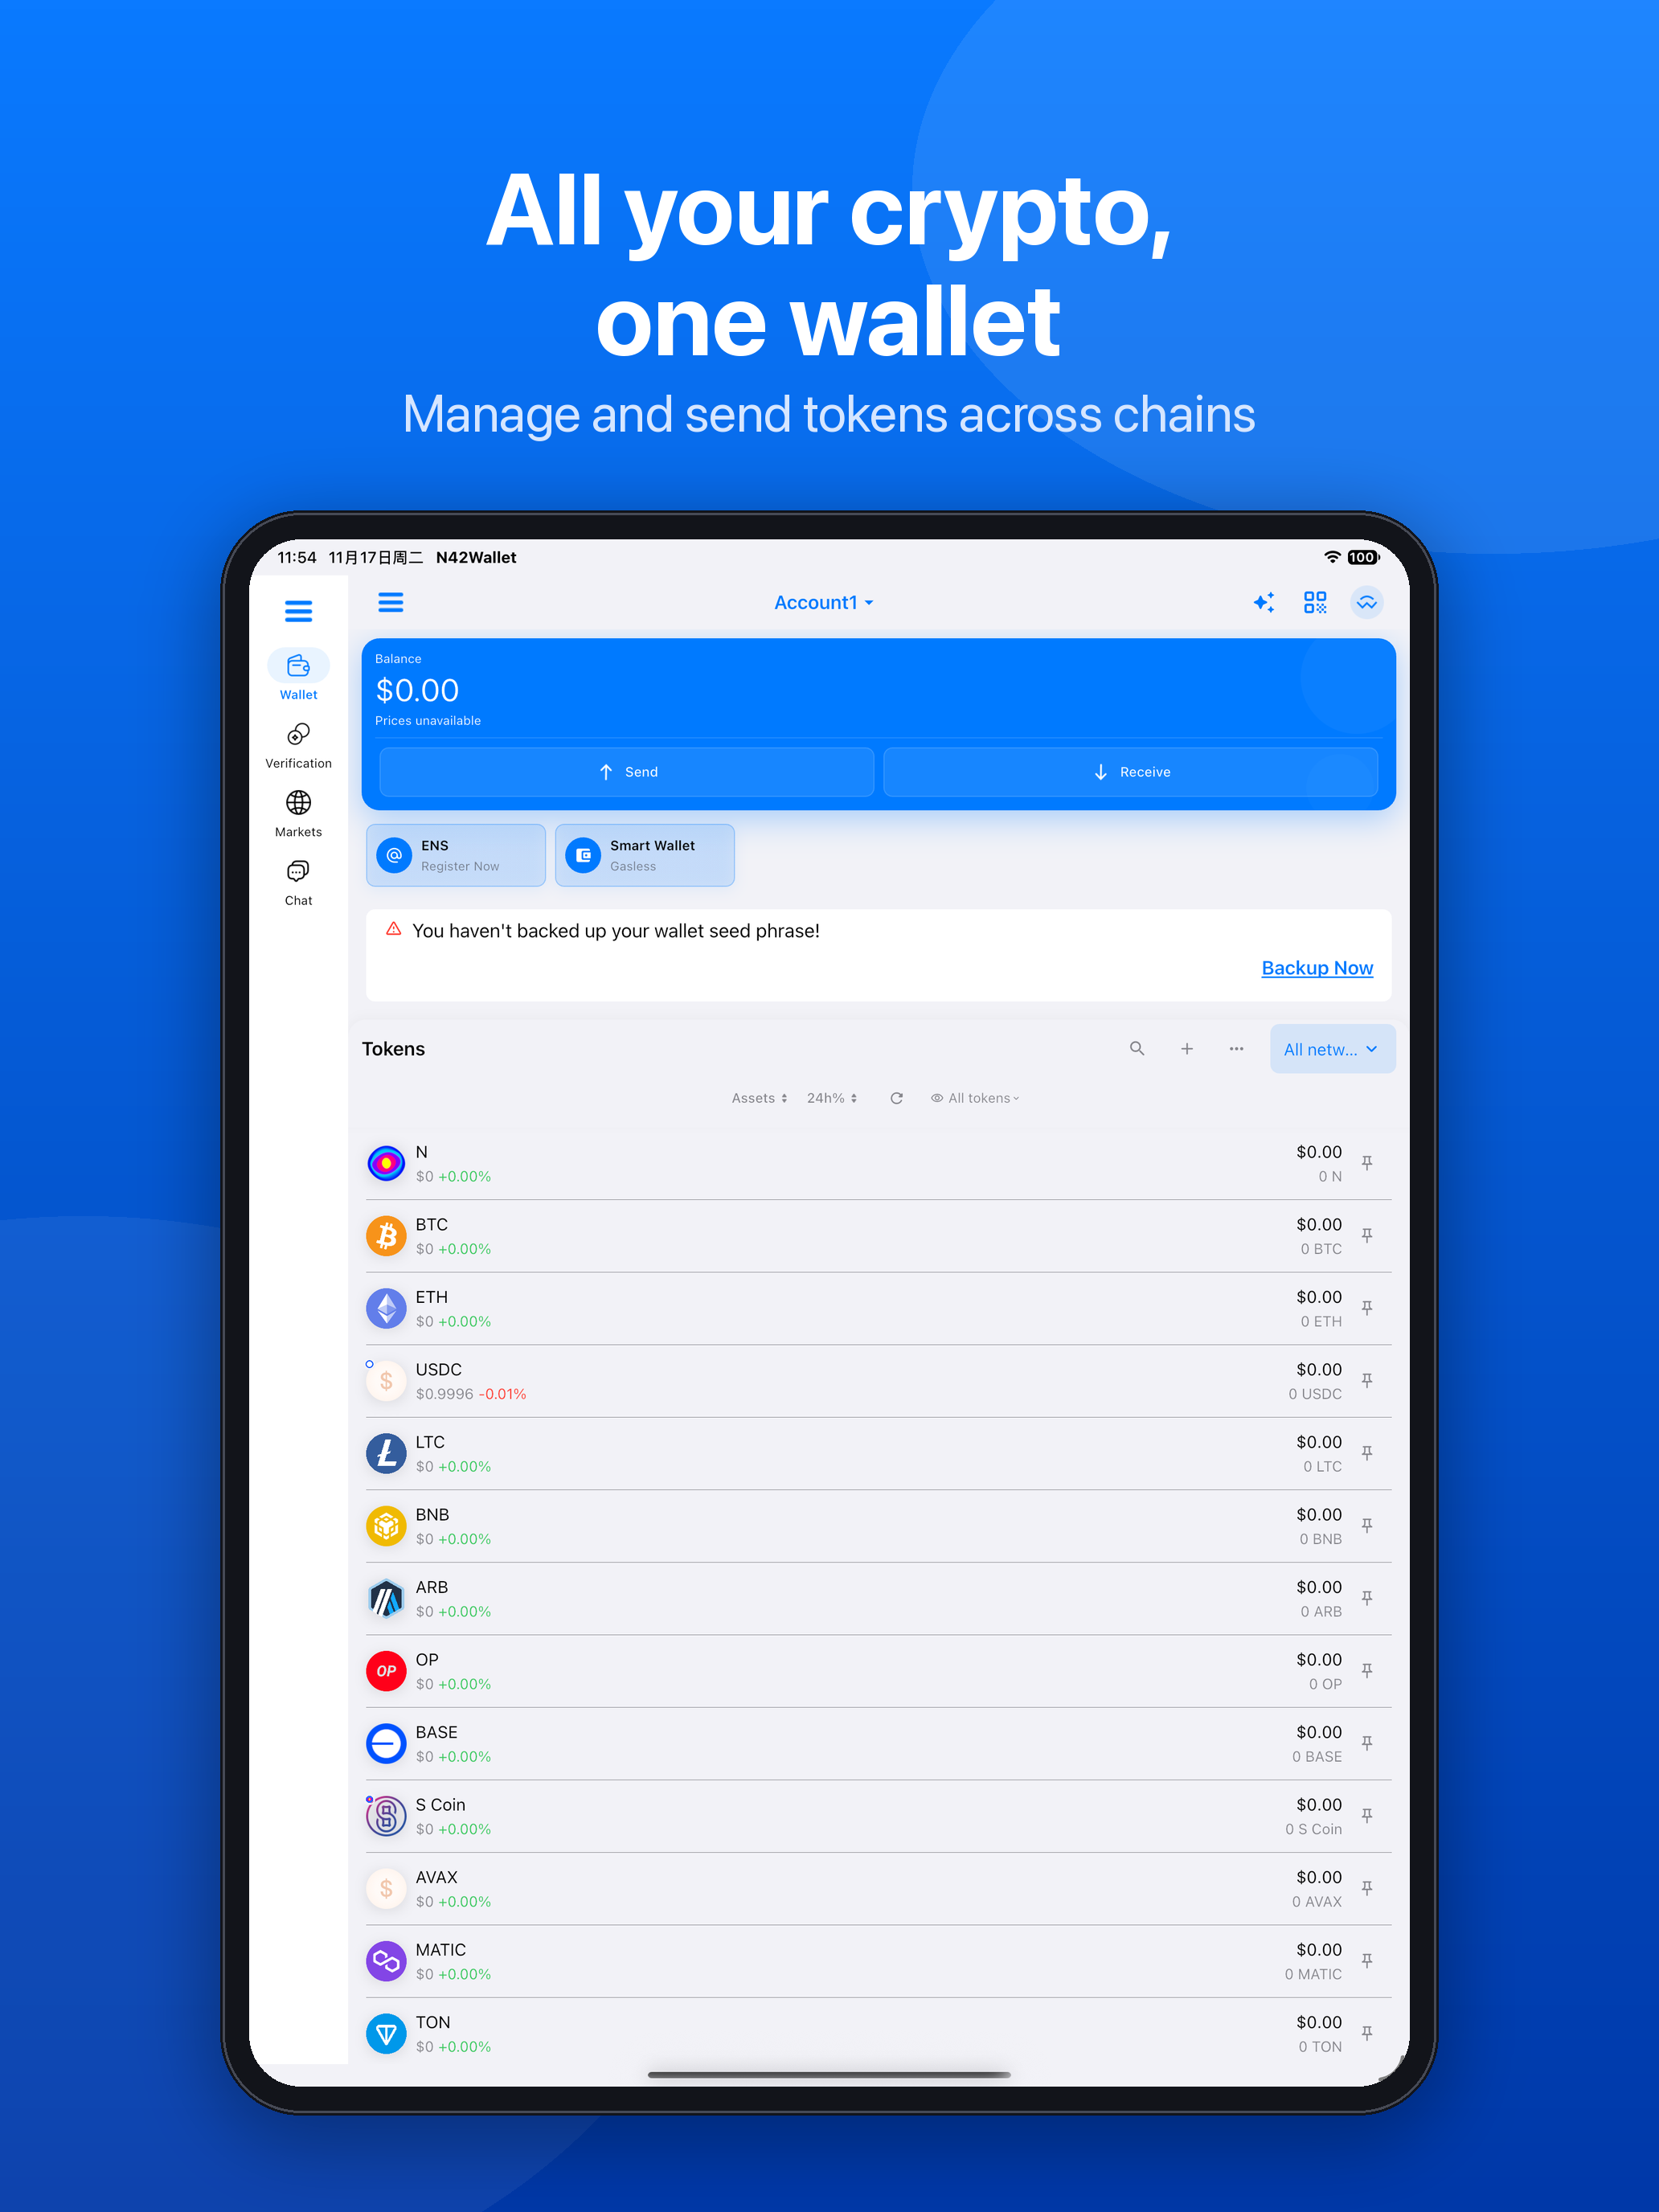 All your crypto,
one wallet
Manage and send tokens across chains
11:54 11月17日周二 N42Wallet
100
Account1
Wallet
Verification
Markets
Chat
Balance
$0.00
Prices unavailable
Send
Receive
ENS
Register Now
Smart Wallet
Gasless
You haven't backed up your wallet seed phrase!
Backup Now
Tokens
All netw...
Assets 24h% All tokens
N $0.00
$0 +0.00% 0 N
BTC $0.00
$0 +0.00% 0 BTC
ETH $0.00
$0 +0.00% 0 ETH
USDC $0.00
$0.9996 -0.01% 0 USDC
LTC $0.00
$0 +0.00% 0 LTC
BNB $0.00
$0 +0.00% 0 BNB
ARB $0.00
$0 +0.00% 0 ARB
OP
OP $0.00
$0 +0.00% 0 OP
BASE $0.00
$0 +0.00% 0 BASE
S Coin $0.00
$0 +0.00% 0 S Coin
AVAX $0.00
$0 +0.00% 0 AVAX
MATIC $0.00
$0 +0.00% 0 MATIC
TON $0.00
$0 +0.00% 0 TON